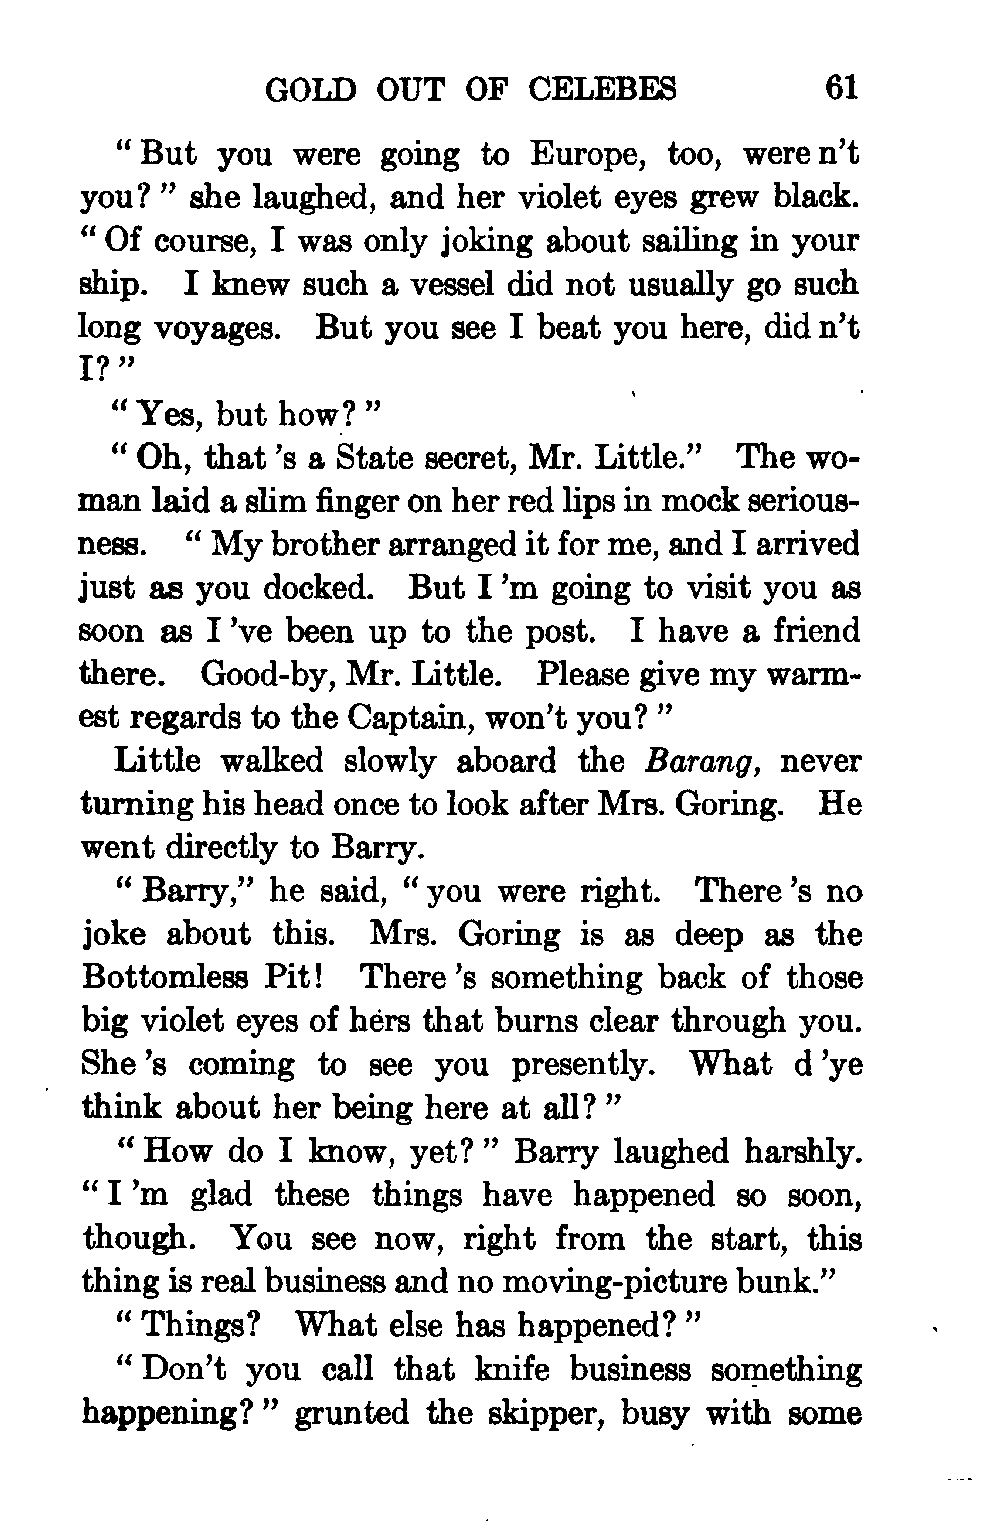 GOLD OUT OF CELEBES 61
“ But you were going to Europe, too, were n’t
you? ” she laughed, and her violet eyes grew black.
“ Of course, I was only joking about sailing in your
ship. I knew such a vessel did not usually go such
long voyages. But you see I beat you here, did n’t
I? ”
“ Yes, but how? ”
“ Oh, that ’s a State secret, Mr. Little.” The wo-
man laid a slim finger on her red lips in mock serious-
ness. “ My brother arranged it for me, and I arrived
just as you docked. But I ’m going to visit you as
soon as I ’ve been up to the post. I have a friend
there. Good-by, Mr. Little. Please give my warm-
est regards to the Captain, won’t you? ”
Little walked slowly aboard the Barang, never
turning his head once to look after Mrs. Goring. He
went directly to Barry.
“ Barry,” he said, “ you were right. There ’s no
joke about this. Mrs. Goring is as deep as the
Bottomless Pit! There ’s something back of those
big violet eyes of hers that burns clear through you.
She ’s coming to see you presently. What d ’ye
think about her being here at all? ”
“ How do I know, yet? ” Barry laughed harshly.
“ I ’m glad these things have happened so soon,
though. You see now, right from the start, this
thing is real business and no moving-picture bunk.”
“ Things? What else has happened? ”
“ Don’t you call that knife business something
happening? ” grunted the skipper, busy with some